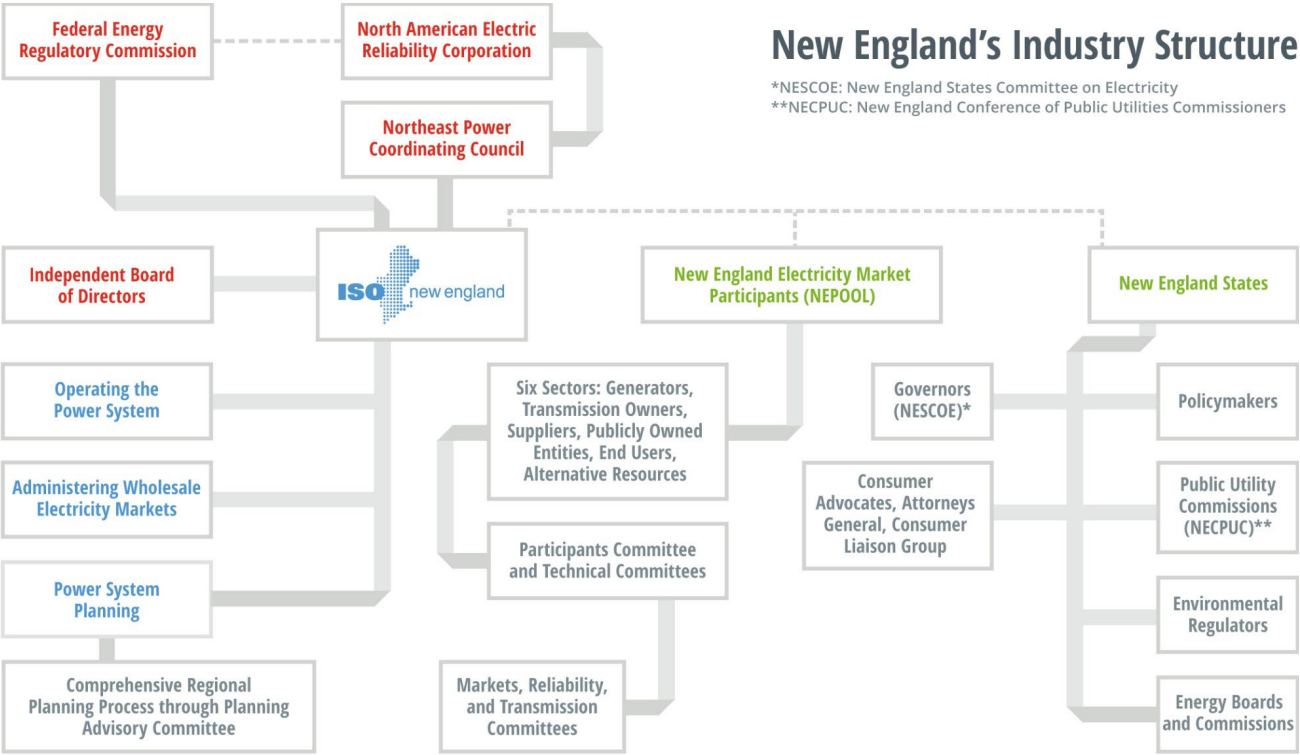 Federal Energy
Regulatory Commission
North American Electric
Reliability Corporation
New England's Industry Structure
*NESCOE: New England States Committee on Electricity
**NECPUC: New England Conference of Public Utilities Commissioners
Northeast Power
Coordinating Council
Independent Board
of Directors
ISO new england
New England Electricity Market
Participants (NEPOOL)
New England States
Operating the
Power System
Administering Wholesale
Electricity Markets
Power System
Planning
Comprehensive Regional
Planning Process through Planning
Advisory Committee
Six Sectors: Generators,
Transmission Owners,
Suppliers, Publicly Owned
Entities, End Users,
Alternative Resources
Participants Committee
and Technical Committees
Markets, Reliability,
and Transmission
Committees
Governors
(NESCOE)*
Consumer
Advocates, Attorneys
General, Consumer
Liaison Group
Policymakers
Public Utility
Commissions
(NECPUC)**
Environmental
Regulators
Energy Boards
and Commissions